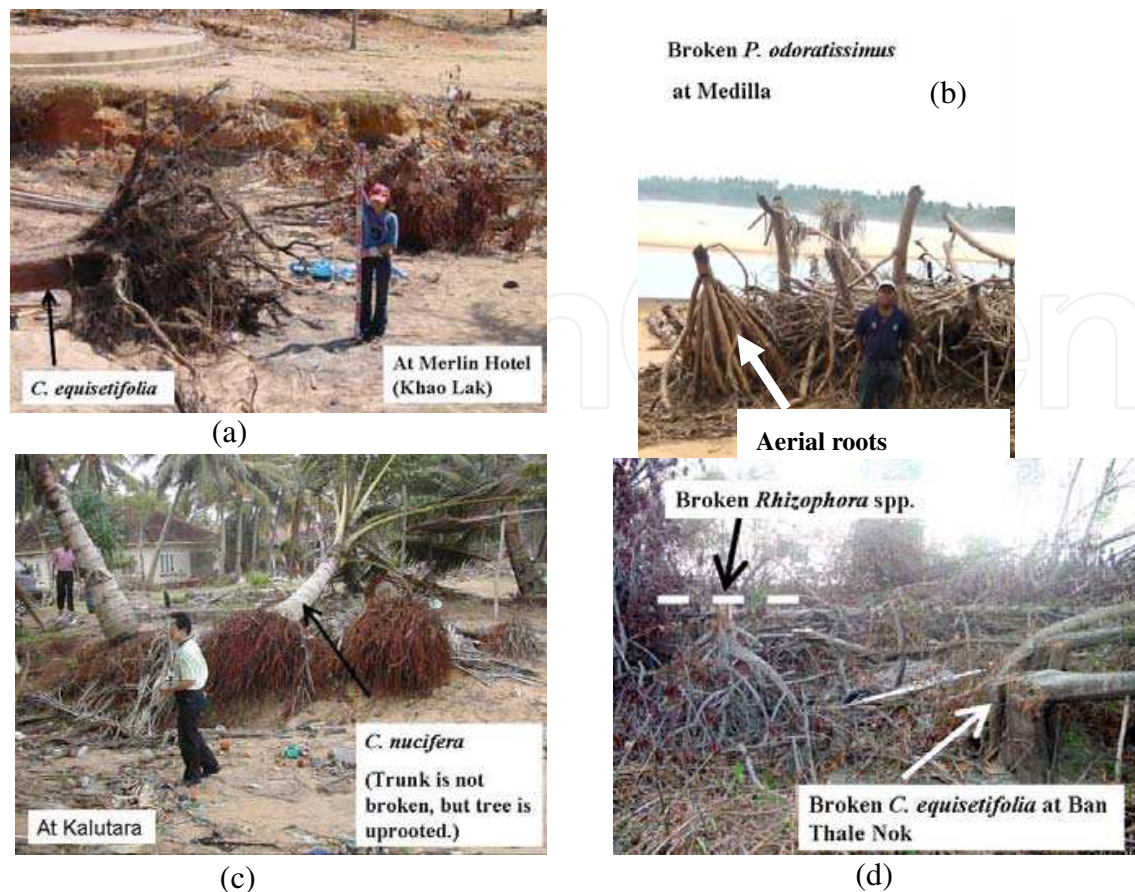 C. equisetifolia
At Merlin Hotel
(Khao Lak)
(a)
Broken P. odoratissimus
at Medilla
(b)
Aerial roots
C. nucifera
(Trunk is not
broken, but tree is
uprooted.)
At Kalutara
(c)
Broken Rhizophora spp.
Broken C. equisetifolia at Ban
Thale Nok
(d)